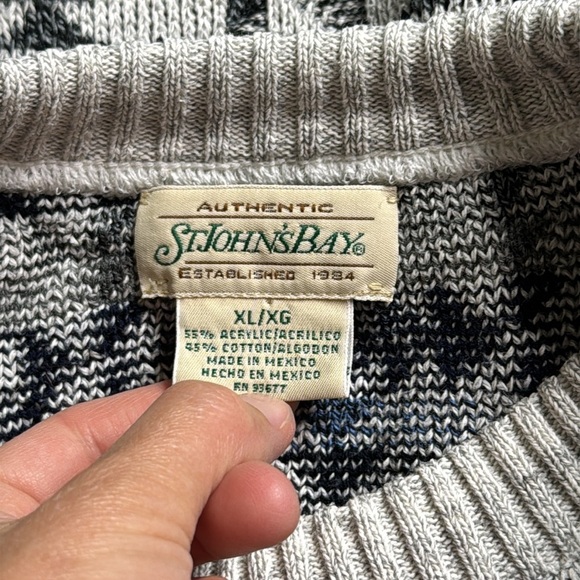 AUTHENTIC
ST.JOHN'S BAY®
ESTABLISHED 1984
XL/XG
55% ACRYLIC/ACRILICO
45% COTTON/ALGODON
MADE IN MEXICO
HECHO EN MEXICO
RN 93677